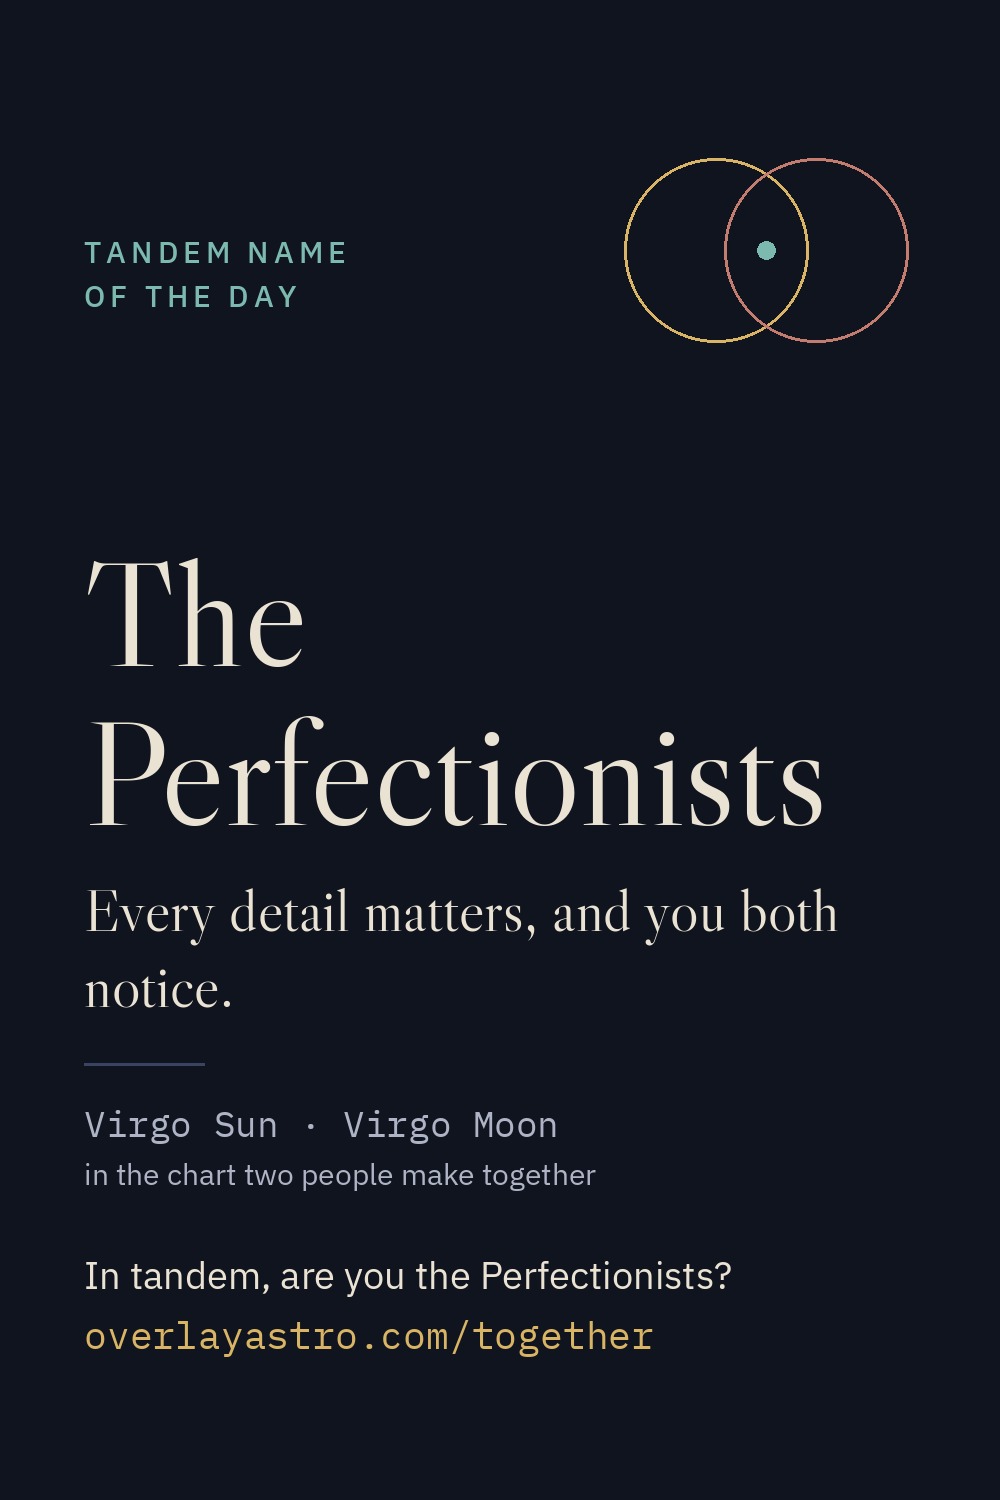 TANDEM NAME
OF THE DAY
The
Perfectionists
Every detail matters, and you both
notice.
Virgo Sun · Virgo Moon
in the chart two people make together
In tandem, are you the Perfectionists?
overlayastro.com/together